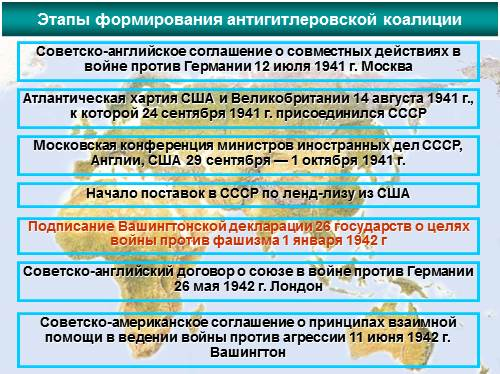 Этапы формирования антигитлеровской коалиции
Советско-английское соглашение о совместных действиях в
войне против Германии 12 июля 1941 г. Москва
Атлантическая хартия США и Великобритании 14 августа 1941 г.,
к которой 24 сентября 1941 г. присоединился СССР
Московская конференция министров иностранных дел СССР,
Англии, США 29 сентября — 1 октября 1941 г.
Начало поставок в СССР по ленд-лизу из США
Подписание Вашингтонской декларации 26 государств о целях
войны против фашизма 1 января 1942 г
Советско-английский договор о союзе в войне против Германии
26 мая 1942 г. Лондон
Советско-американское соглашение о принципах взаимной
помощи в ведении войны против агрессии 11 июня 1942 г.
Вашингтон